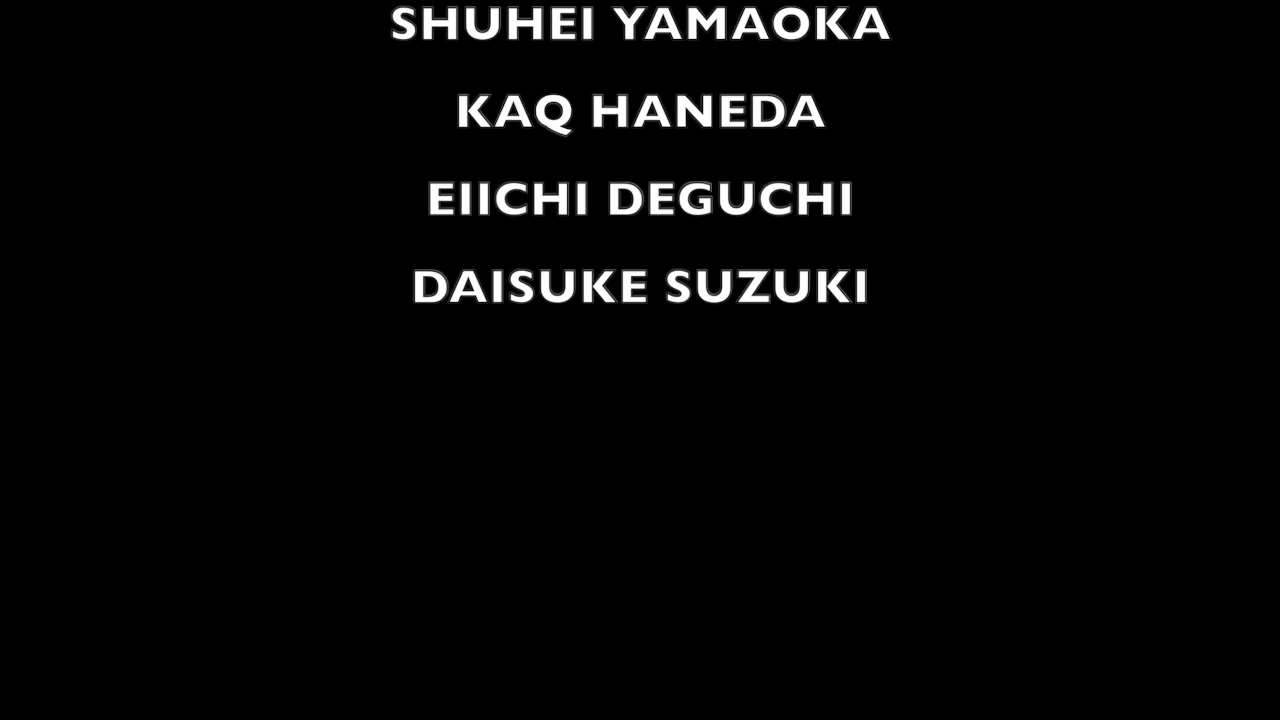 SHUHEI YAMAOKA
KAQ HANEDA
EIICHI DEGUCHI
DAISUKE SUZUKI